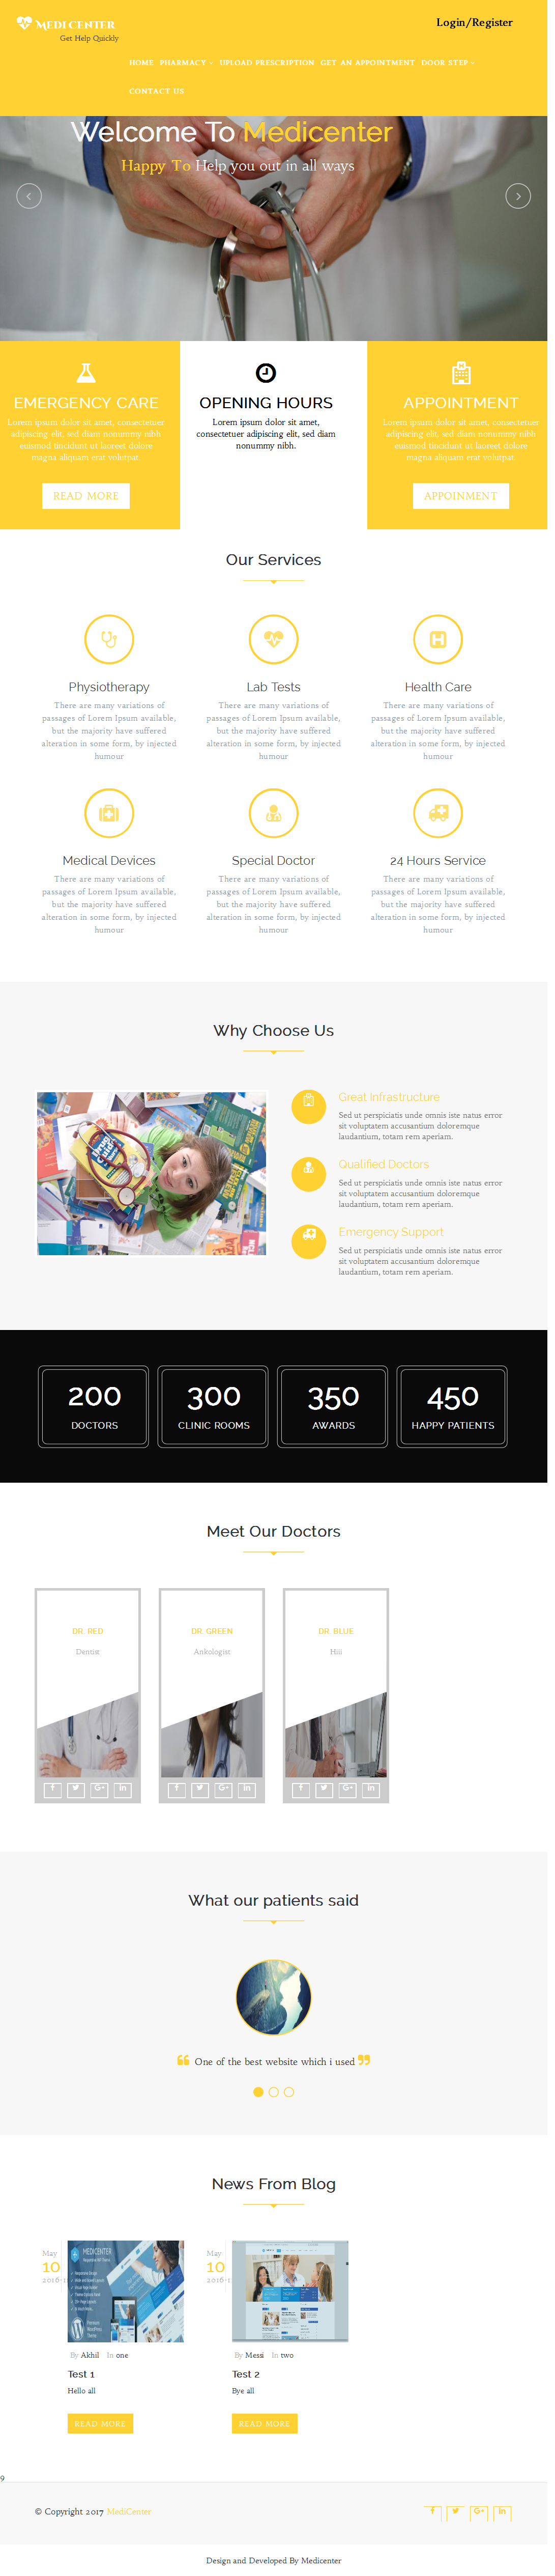 MEDICENTER
Get Help Quickly
Login/Register
HOME PHARMACY UPLOAD PRESCRIPTION GET AN APPOINTMENT DOOR STEP
CONTACT US
Welcome To Medicenter
Happy To Help you out in all ways
EMERGENCY CARE
Lorem ipsum dolor sit amet, consectetuer
adipiscing elit, sed diam nonummy nibh
euismod tincidunt ut laoreet dolore
magna aliquam erat volutpat.
READ MORE
OPENING HOURS
Lorem ipsum dolor sit amet,
consectetuer adipiscing elit, sed diam
nonummy nibh.
APPOINTMENT
Lorem ipsum dolor sit amet, consectetuer
adipiscing elit, sed diam nonummy nibh
euismod tincidunt ut laoreet dolore
magna aliquam erat volutpat.
APPOINMENT
Our Services
Physiotherapy
There are many variations of
passages of Lorem Ipsum available,
but the majority have suffered
alteration in some form, by injected
humour
Lab Tests
There are many variations of
passages of Lorem Ipsum available,
but the majority have suffered
alteration in some form, by injected
humour
Health Care
There are many variations of
passages of Lorem Ipsum available,
but the majority have suffered
alteration in some form, by injected
humour
Medical Devices
There are many variations of
passages of Lorem Ipsum available,
but the majority have suffered
alteration in some form, by injected
humour
Special Doctor
There are many variations of
passages of Lorem Ipsum available,
but the majority have suffered
alteration in some form, by injected
humour
24 Hours Service
There are many variations of
passages of Lorem Ipsum available,
but the majority have suffered
alteration in some form, by injected
humour
Why Choose Us
Great Infrastructure
Sed ut perspiciatis unde omnis iste natus error
sit voluptatem accusantium doloremque
laudantium, totam rem aperiam.
Qualified Doctors
Sed ut perspiciatis unde omnis iste natus error
sit voluptatem accusantium doloremque
laudantium, totam rem aperiam.
Emergency Support
Sed ut perspiciatis unde omnis iste natus error
sit voluptatem accusantium doloremque
laudantium, totam rem aperiam.
200
DOCTORS
300
CLINIC ROOMS
350
AWARDS
450
HAPPY PATIENTS
Meet Our Doctors
DR RED
Dentist
DR GREEN
Ankologist
DR BLUE
Hiii
What our patients said
One of the best website which i used
News From Blog
May
10
2016-1
MEDICENTER
By Akhil In one
Test 1
Hello all
READ MORE
May
10
2016-1
By Messi In two
Test 2
Bye all
READ MORE
9
© Copyright 2017 MediCenter
Design and Developed By Medicenter